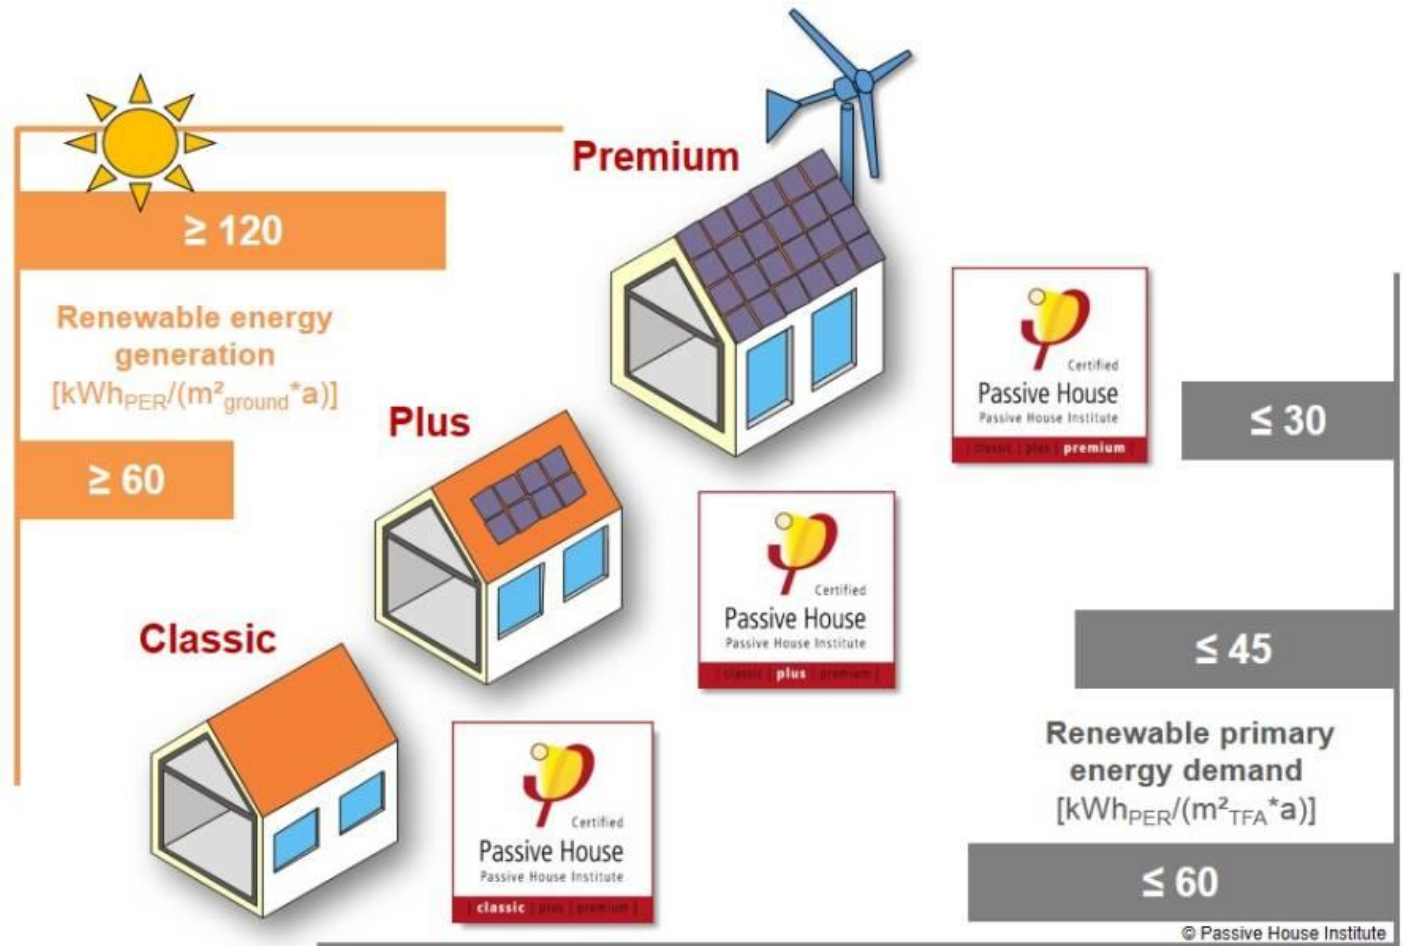 Premium
≥ 120
Renewable energy
generation
[kWhPER/(m²ground*a)]
Certified
Passive House
Passive House Institute
| classic | plus | premium |
≤ 30
Plus
≥ 60
Certified
Passive House
Passive House Institute
| classic | plus | premium |
≤ 45
Classic
Renewable primary
energy demand
[kWhPER/(m²TFA*a)]
Certified
Passive House
Passive House Institute
| classic | plus | premium |
≤ 60
© Passive House Institute